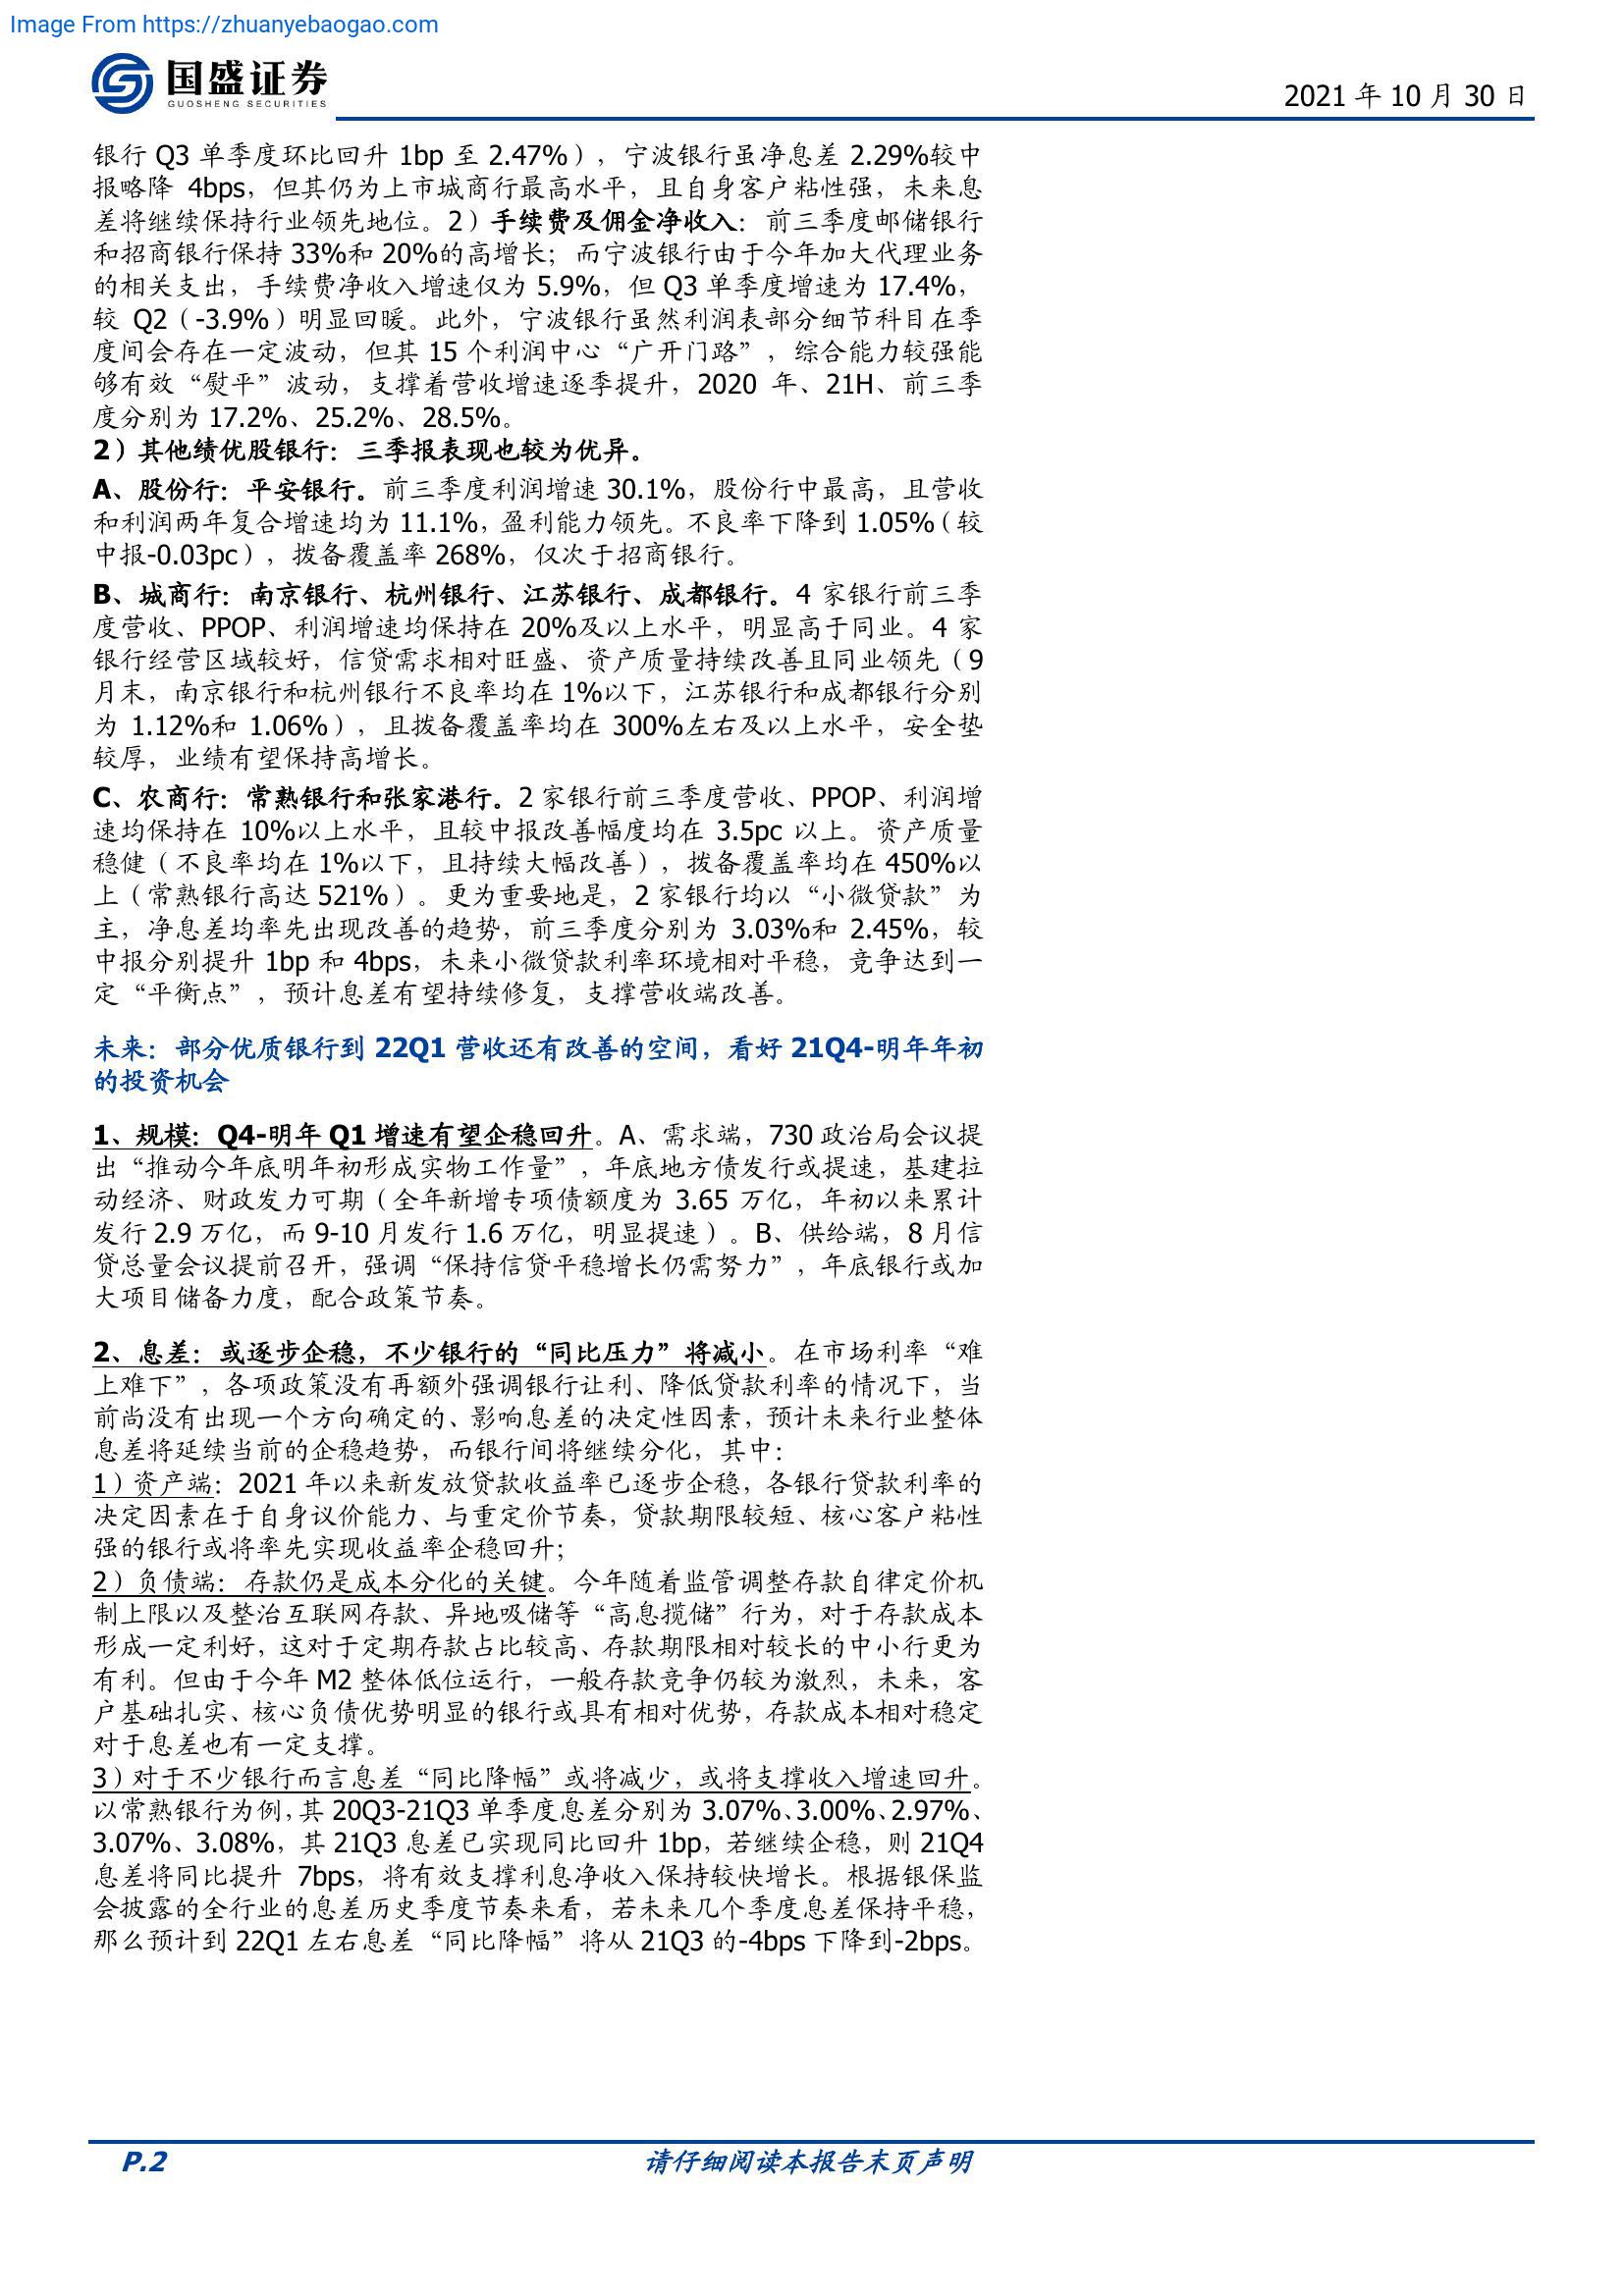 Image From https://zhuanyebaogao.com
国盛证券
GUOSHENG SECURITIES
2021 年 10 月 30 日
银行 Q3 单季度环比回升 1bp 至 2.47%），宁波银行虽净息差 2.29%较中
报略降 4bps，但其仍为上市城商行最高水平，且自身客户粘性强，未来息
差将继续保持行业领先地位。2）手续费及佣金净收入：前三季度邮储银行
和招商银行保持 33%和 20%的高增长；而宁波银行由于今年加大代理业务
的相关支出，手续费净收入增速仅为 5.9%，但 Q3 单季度增速为 17.4%，
较 Q2（-3.9%）明显回暖。此外，宁波银行虽然利润表部分细节科目在季
度间会存在一定波动，但其 15 个利润中心“广开门路”，综合能力较强能
够有效“熨平”波动，支撑着营收增速逐季提升，2020 年、21H、前三季
度分别为 17.2%、25.2%、28.5%。
2）其他绩优股银行：三季报表现也较为优异。
A、股份行：平安银行。前三季度利润增速 30.1%，股份行中最高，且营收
和利润两年复合增速均为 11.1%，盈利能力领先。不良率下降到 1.05%（较
中报-0.03pc），拨备覆盖率 268%，仅次于招商银行。
B、城商行：南京银行、杭州银行、江苏银行、成都银行。4 家银行前三季
度营收、PPOP、利润增速均保持在 20%及以上水平，明显高于同业。4 家
银行经营区域较好，信贷需求相对旺盛、资产质量持续改善且同业领先（9
月末，南京银行和杭州银行不良率均在 1%以下，江苏银行和成都银行分别
为 1.12%和 1.06%），且拨备覆盖率均在 300%左右及以上水平，安全垫
较厚，业绩有望保持高增长。
C、农商行：常熟银行和张家港行。2 家银行前三季度营收、PPOP、利润增
速均保持在 10%以上水平，且较中报改善幅度均在 3.5pc 以上。资产质量
稳健（不良率均在 1%以下，且持续大幅改善），拨备覆盖率均在 450%以
上（常熟银行高达 521%）。更为重要地是，2 家银行均以“小微贷款”为
主，净息差均率先出现改善的趋势，前三季度分别为 3.03%和 2.45%，较
中报分别提升 1bp 和 4bps，未来小微贷款利率环境相对平稳，竞争达到一
定“平衡点”，预计息差有望持续修复，支撑营收端改善。
未来：部分优质银行到 22Q1 营收还有改善的空间，看好 21Q4-明年年初
的投资机会
1、规模：Q4-明年 Q1 增速有望企稳回升。A、需求端，730 政治局会议提
出“推动今年底明年初形成实物工作量”，年底地方债发行或提速，基建拉
动经济、财政发力可期（全年新增专项债额度为 3.65 万亿，年初以来累计
发行 2.9 万亿，而 9-10 月发行 1.6 万亿，明显提速）。B、供给端，8 月信
贷总量会议提前召开，强调“保持信贷平稳增长仍需努力”，年底银行或加
大项目储备力度，配合政策节奏。
2、息差：或逐步企稳，不少银行的“同比压力”将减小。在市场利率“难
上难下”，各项政策没有再额外强调银行让利、降低贷款利率的情况下，当
前尚没有出现一个方向确定的、影响息差的决定性因素，预计未来行业整体
息差将延续当前的企稳趋势，而银行间将继续分化，其中：
1）资产端：2021 年以来新发放贷款收益率已逐步企稳，各银行贷款利率的
决定因素在于自身议价能力、与重定价节奏，贷款期限较短、核心客户粘性
强的银行或将率先实现收益率企稳回升；
2）负债端：存款仍是成本分化的关键。今年随着监管调整存款自律定价机
制上限以及整治互联网存款、异地吸储等“高息揽储”行为，对于存款成本
形成一定利好，这对于定期存款占比较高、存款期限相对较长的中小行更为
有利。但由于今年 M2 整体低位运行，一般存款竞争仍较为激烈，未来，客
户基础扎实、核心负债优势明显的银行或具有相对优势，存款成本相对稳定
对于息差也有一定支撑。
3）对于不少银行而言息差“同比降幅”或将减少，或将支撑收入增速回升。
以常熟银行为例，其 20Q3-21Q3 单季度息差分别为 3.07%、3.00%、2.97%、
3.07%、3.08%，其 21Q3 息差已实现同比回升 1bp，若继续企稳，则 21Q4
息差将同比提升 7bps，将有效支撑利息净收入保持较快增长。根据银保监
会披露的全行业的息差历史季度节奏来看，若未来几个季度息差保持平稳，
那么预计到 22Q1 左右息差“同比降幅”将从 21Q3 的-4bps 下降到-2bps。
P.2
请仔细阅读本报告末页声明